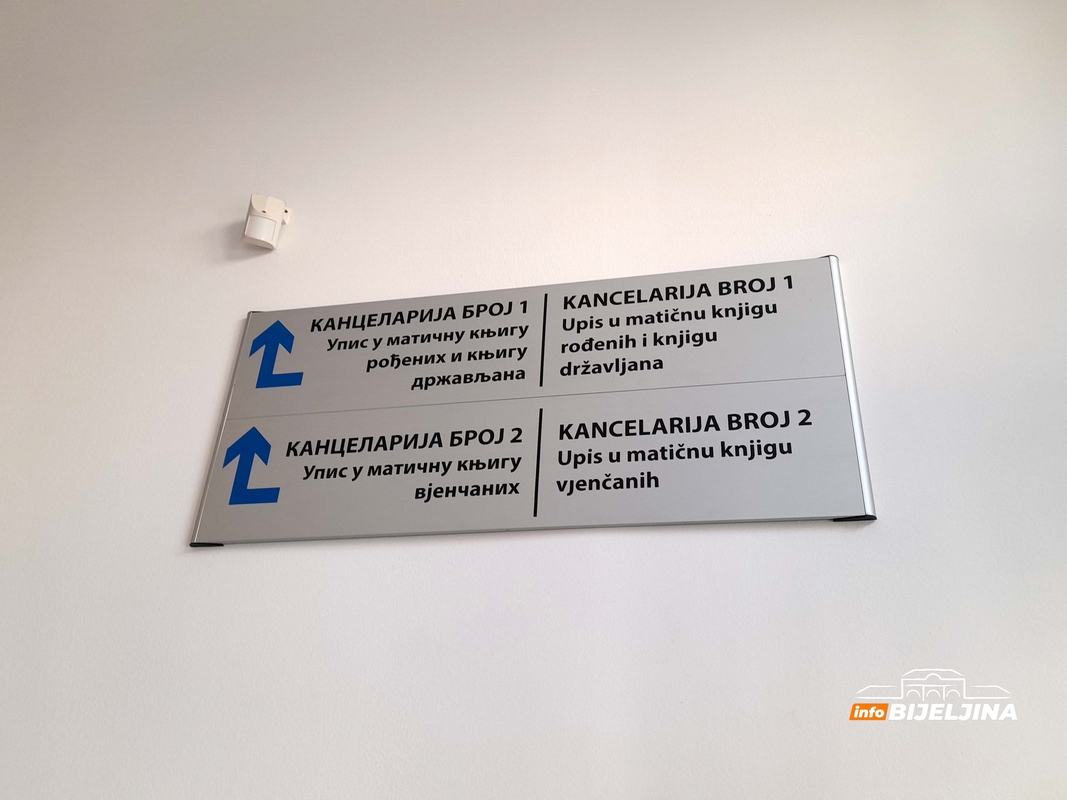 КАНЦЕЛАРИЈА БРОЈ 1
Упис у матичну књигу
рођених и књигу
држављана
KANCELARIJA BROJ 1
Upis u matičnu knjigu
rođenih i knjigu
državljana
КАНЦЕЛАРИЈА БРОЈ 2
Упис у матичну књигу
вјенчаних
KANCELARIJA BROJ 2
Upis u matičnu knjigu
vjenčanih
info BIJELJINA